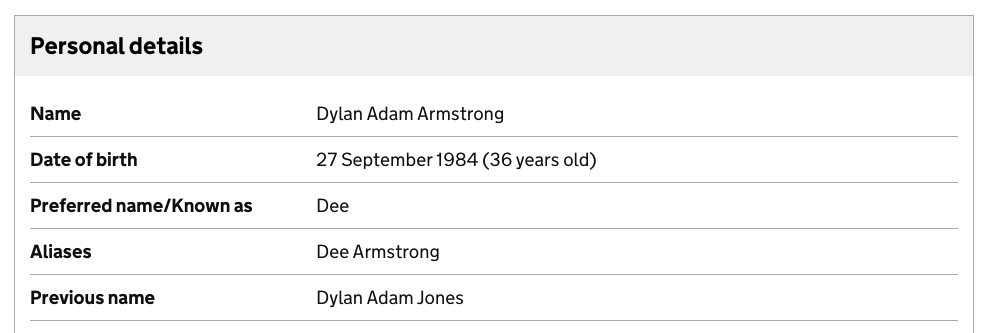 Personal details
Name Dylan Adam Armstrong
Date of birth 27 September 1984 (36 years old)
Preferred name/Known as Dee
Aliases Dee Armstrong
Previous name Dylan Adam Jones